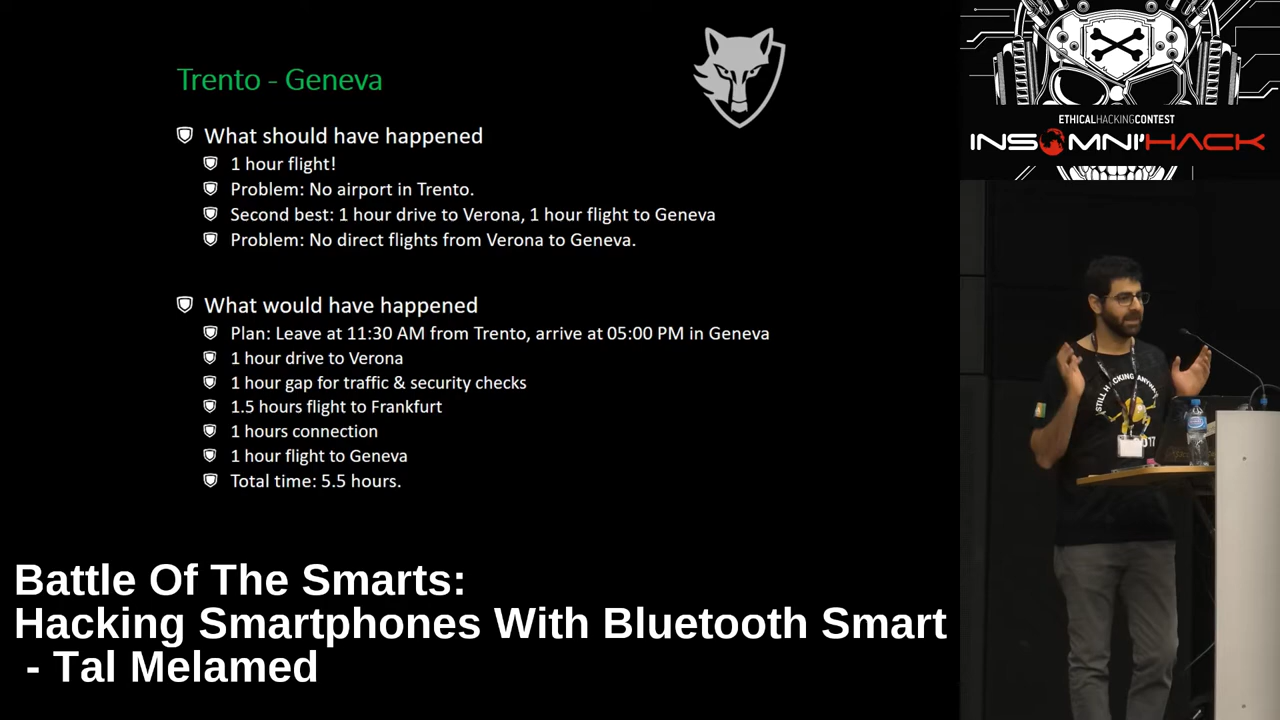 Trento - Geneva
What should have happened
1 hour flight!
Problem: No airport in Trento.
Second best: 1 hour drive to Verona, 1 hour flight to Geneva
Problem: No direct flights from Verona to Geneva.
What would have happened
Plan: Leave at 11:30 AM from Trento, arrive at 05:00 PM in Geneva
1 hour drive to Verona
1 hour gap for traffic & security checks
1.5 hours flight to Frankfurt
1 hours connection
1 hour flight to Geneva
Total time: 5.5 hours.
Battle Of The Smarts:
Hacking Smartphones With Bluetooth Smart
- Tal Melamed
ETHICALHACKINGCONTEST
INSOMNI'HACK
STILL HACKING ANYWAY
2017